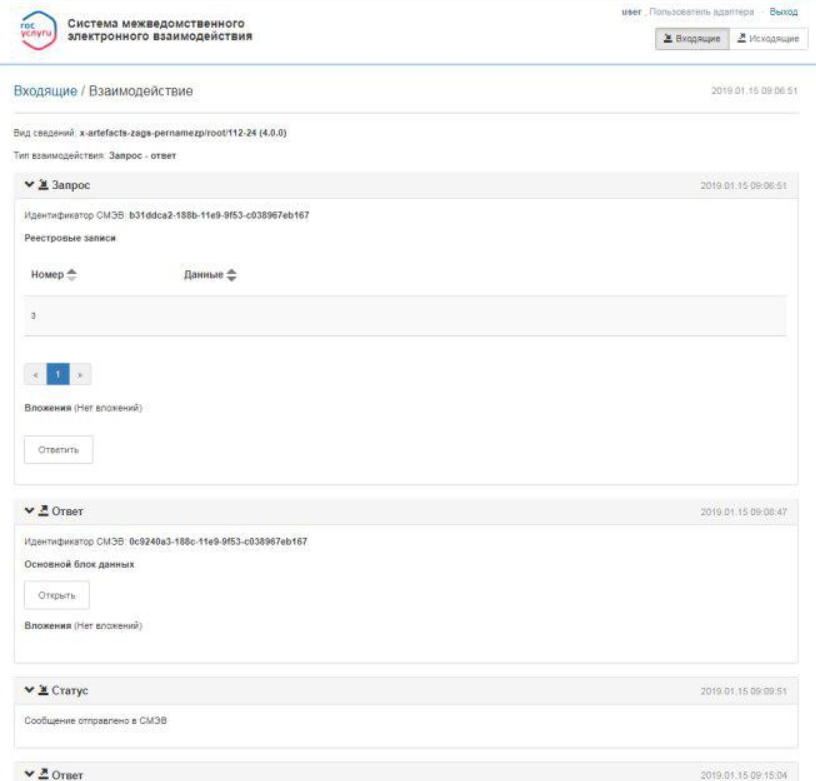 гос
услуги
Система межведомственного
электронного взаимодействия
user , Пользователь адаптера · Выход
Входящие Исходящие
Входящие / Взаимодействие 2019.01.15 09:06:51
Вид сведений: x-artefacts-zags-pernamezp/root/112-24 (4.0.0)
Тип взаимодействия: Запрос - ответ
Запрос 2019.01.15 09:06:51
Идентификатор СМЭВ: b31ddca2-188b-11e9-9f53-c038967eb167
Реестровые записи
Номер Данные
3
« 1 »
Вложения (Нет вложений)
Ответить
Ответ 2019.01.15 09:08:47
Идентификатор СМЭВ: 0c9240a3-188c-11e9-9f53-c038967eb167
Основной блок данных
Открыть
Вложения (Нет вложений)
Статус 2019.01.15 09:09:51
Сообщение отправлено в СМЭВ
Ответ 2019.01.15 09:15:04